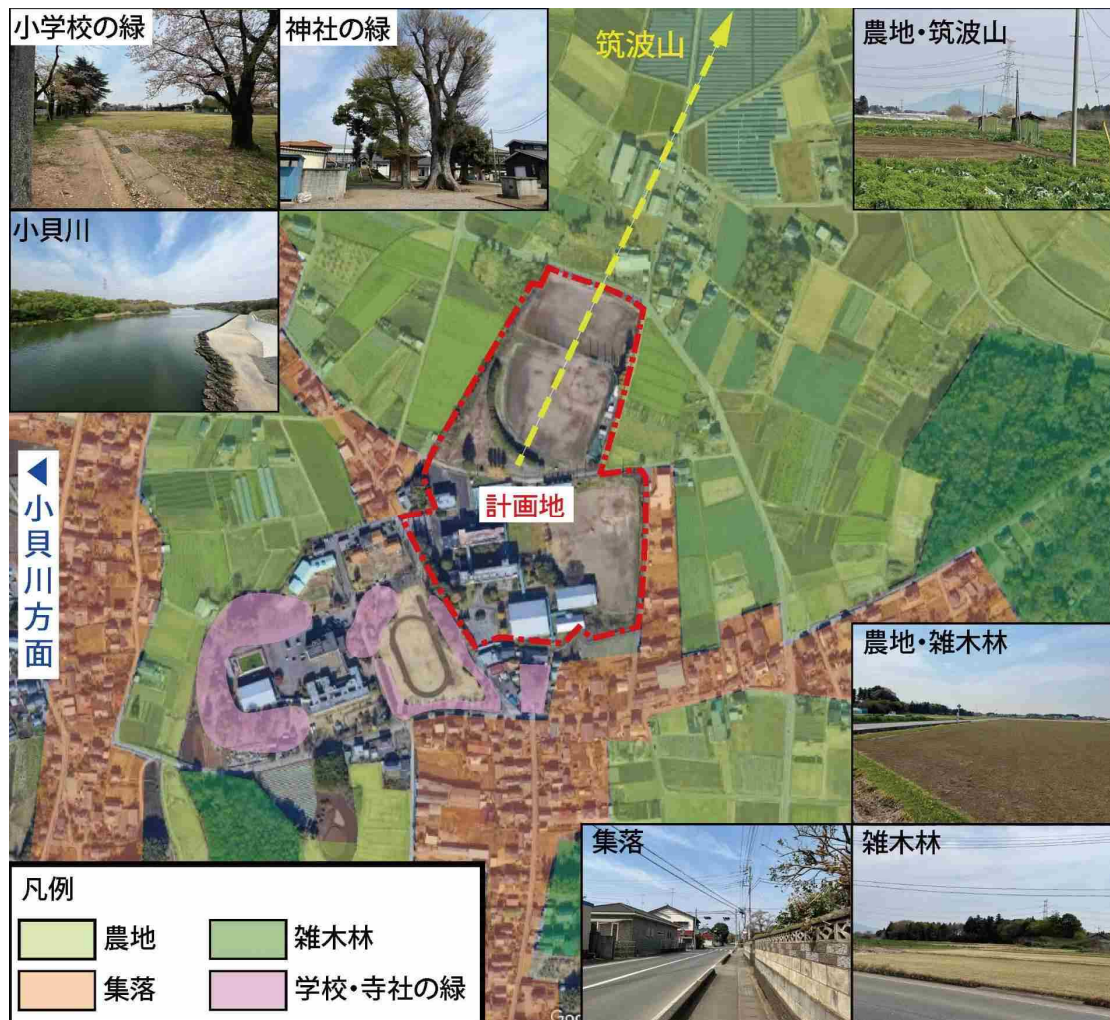 小学校の緑
神社の緑
筑波山
農地・筑波山
小貝川
◀小貝川方面
計画地
農地・雑木林
集落
雑木林
凡例
農地
雑木林
集落
学校・寺社の緑
Goo